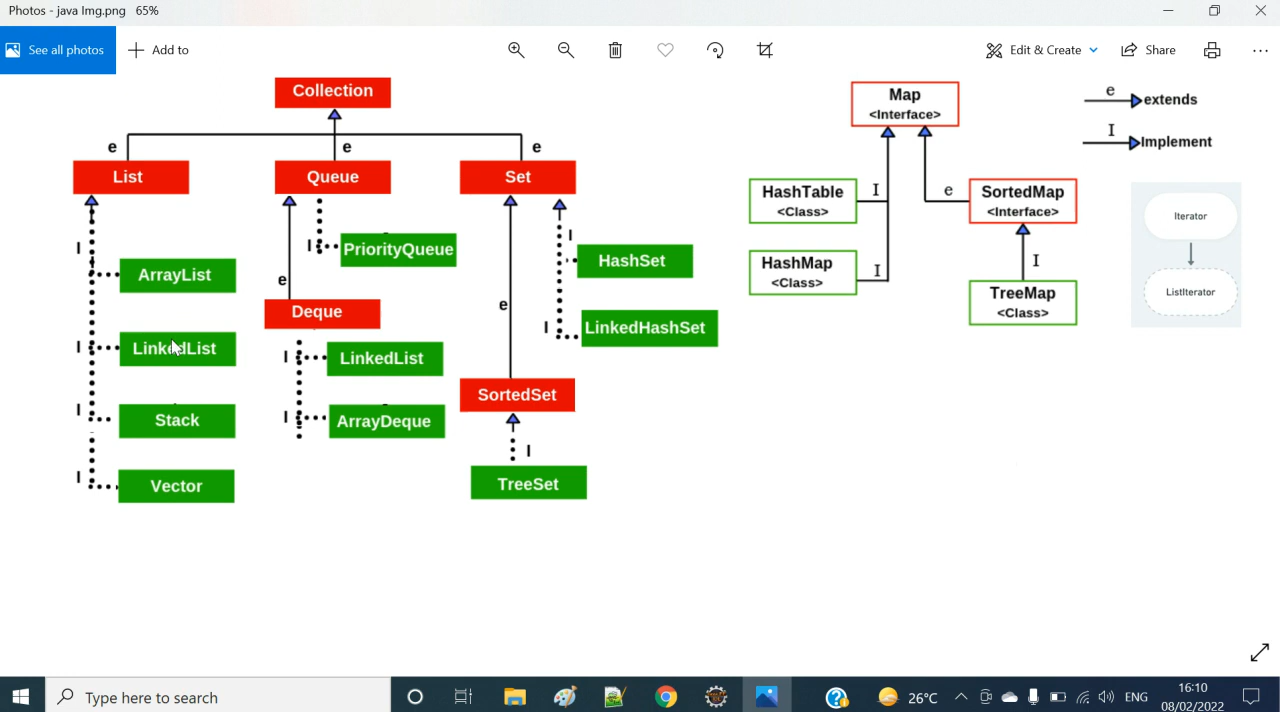 Photos - java Img.png 65%
See all photos
Add to
Edit & Create
Share
Collection
e e e
List Queue Set
I
ArrayList
I
LinkedList
I
Stack
I
Vector
I
PriorityQueue
e
Deque
I
LinkedList
I
ArrayDeque
I
HashSet
e
I
LinkedHashSet
SortedSet
I
TreeSet
Map
<Interface>
I
HashTable
<Class>
e
SortedMap
<Interface>
I
HashMap
<Class>
I
TreeMap
<Class>
e
extends
I
Implement
Iterator
ListIterator
Type here to search
26°C
ENG
16:10
08/02/2022